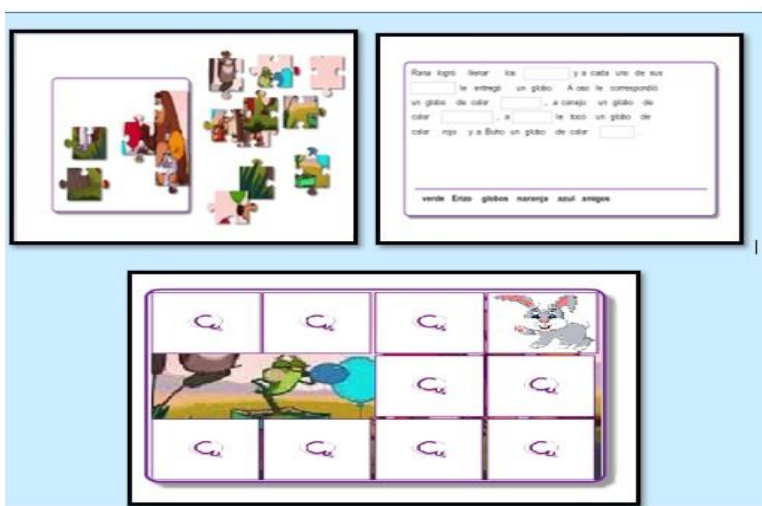 Rana logró llenar los y a cada uno de sus
le entregó un globo A oso le correspondió
un globo de color , a conejo un globo de
color , a le toco un globo de
color rojo y a Buho un globo de color .
verde Erizo globos naranja azul amigos